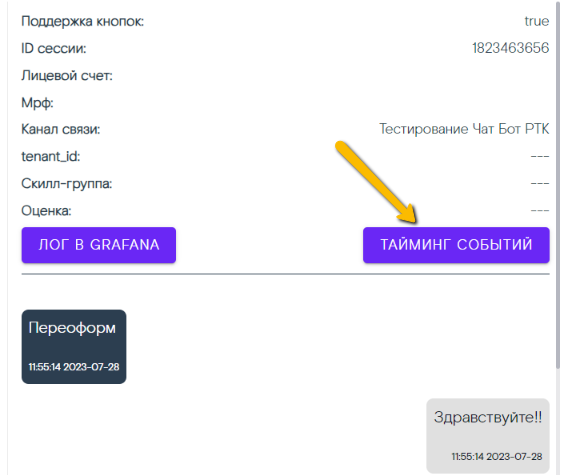 Поддержка кнопок: true
ID сессии: 1823463656
Лицевой счет:
Мрф:
Канал связи: Тестирование Чат Бот РТК
tenant_id: ---
Скилл-группа: ---
Оценка: ---
ЛОГ В GRAFANA ТАЙМИНГ СОБЫТИЙ
Переоформ
11:55:14 2023-07-28
Здравствуйте!!
11:55:14 2023-07-28